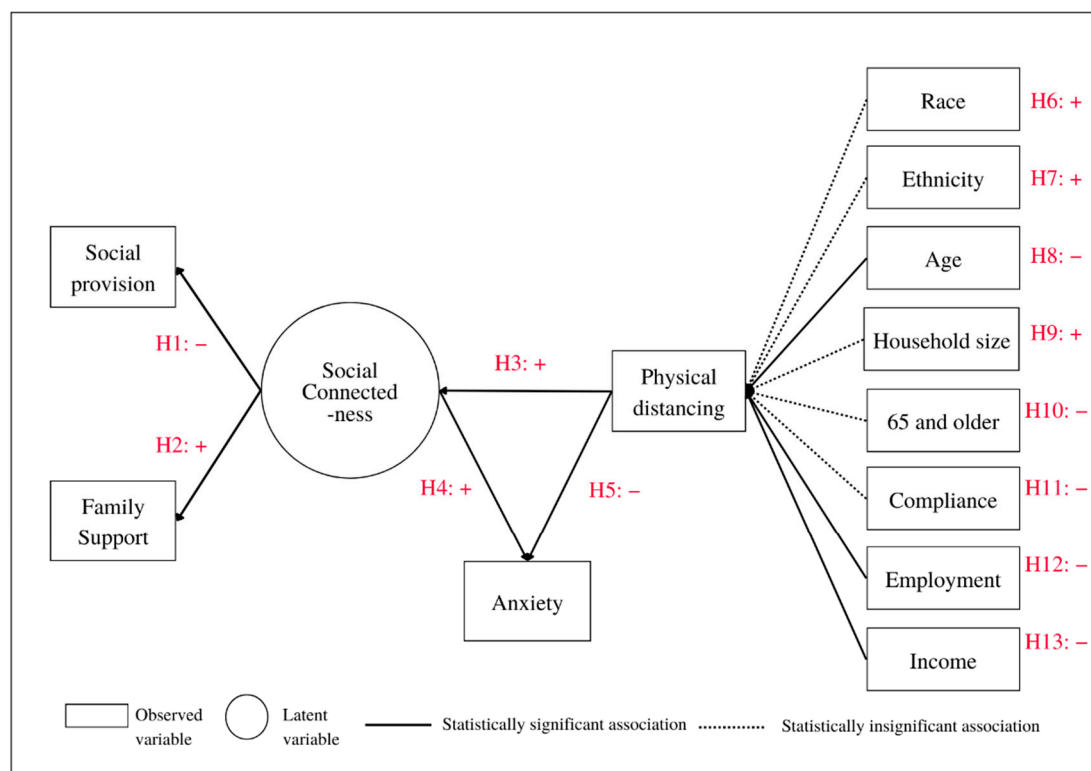 Race
H6: +
Ethnicity
H7: +
Social
provision
Age
H8: −
H1: −
Social
Connected
-ness
H3: +
Physical
distancing
Household size
H9: +
65 and older
H10: −
H2: +
H4: +
H5: −
Family
Support
Compliance
H11: −
Anxiety
Employment
H12: −
Income
H13: −
Observed
variable
Latent
variable
Statistically significant association
Statistically insignificant association